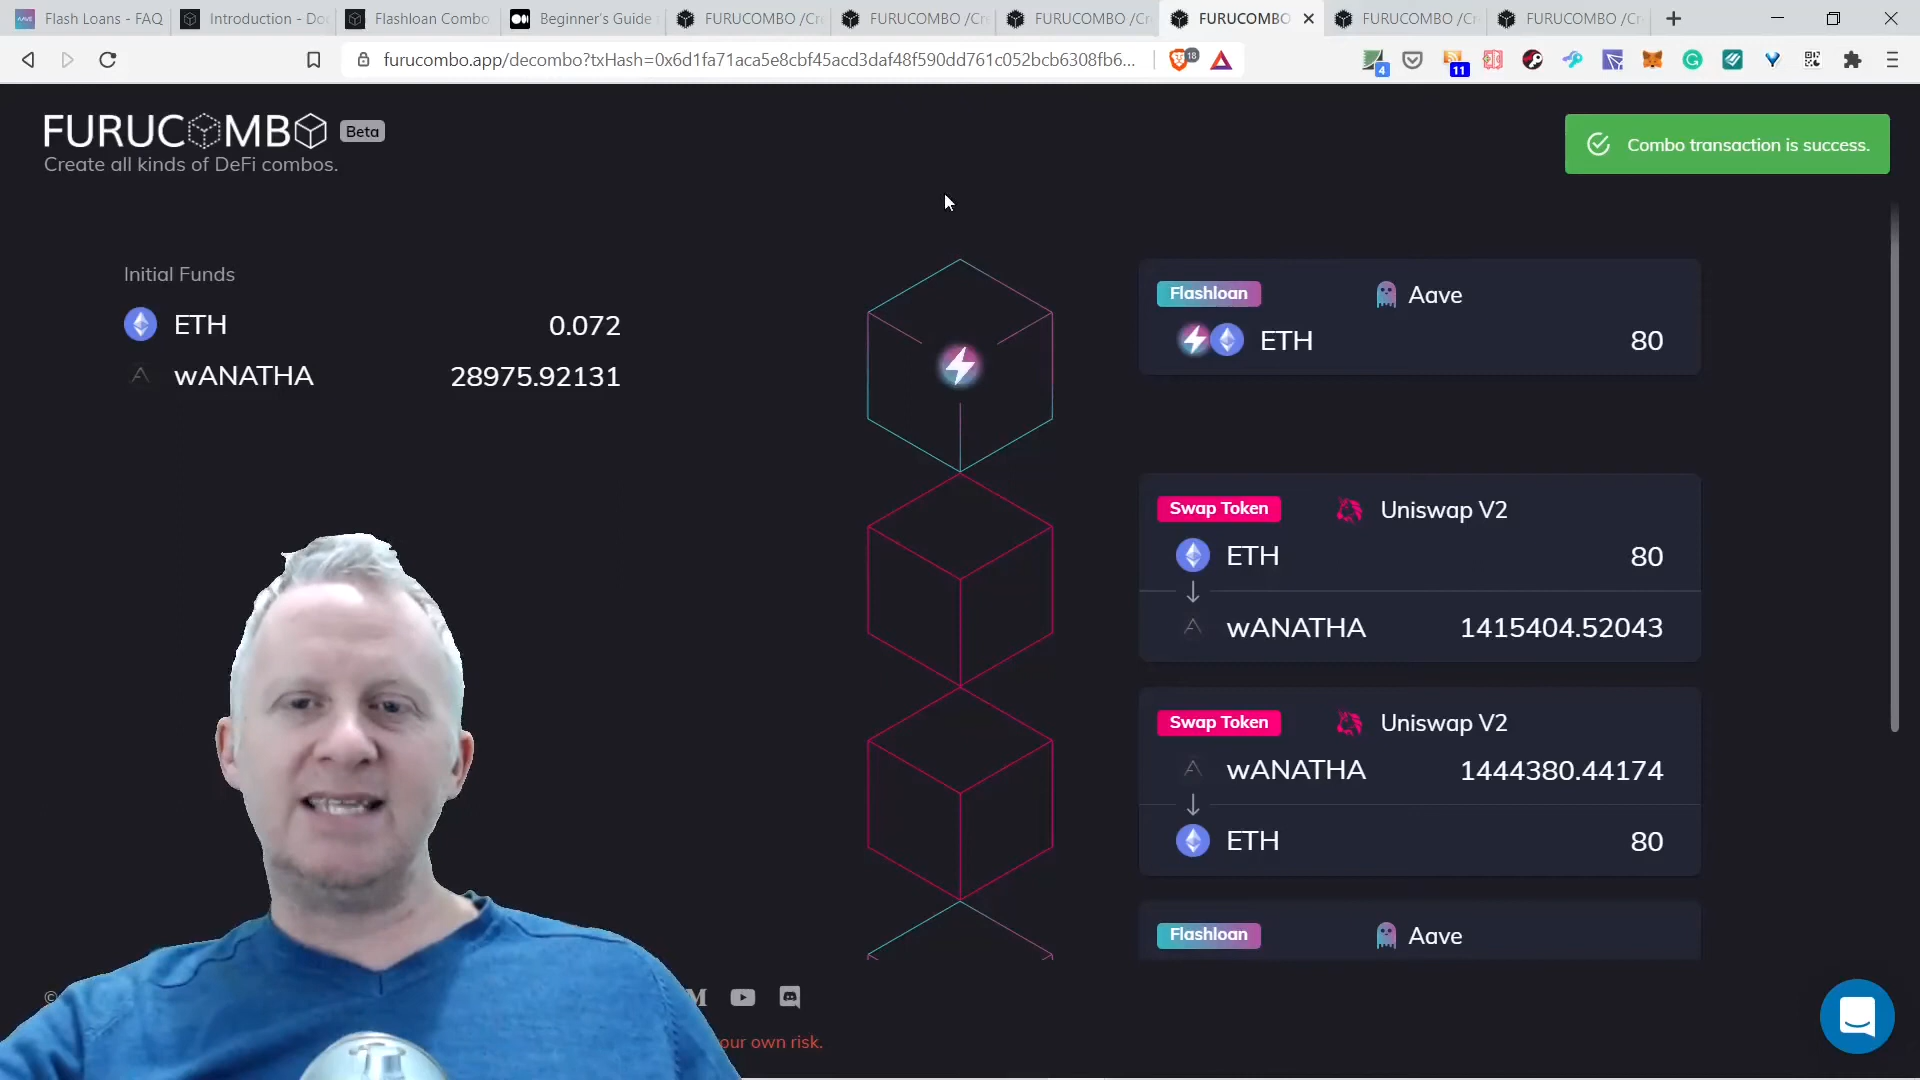 Flash Loans - FAQ
Introduction - Do
Flashloan Combo
Beginner's Guide
FURUCOMBO /Cr
FURUCOMBO /Cr
FURUCOMBO /Cr
FURUCOMBO
FURUCOMBO /Cr
FURUCOMBO /Cr
furucombo.app/decombo?txHash=0x6d1fa71aca5e8cbf45acd3daf48f590dd761c052bcb6308fb6...
18
4
11
FURUCOMBO Beta
Create all kinds of DeFi combos.
Combo transaction is success.
Initial Funds
ETH 0.072
wANATHA 28975.92131
Flashloan Aave
ETH 80
Swap Token Uniswap V2
ETH 80
wANATHA 1415404.52043
Swap Token Uniswap V2
wANATHA 1444380.44174
ETH 80
Flashloan Aave
©
our own risk.